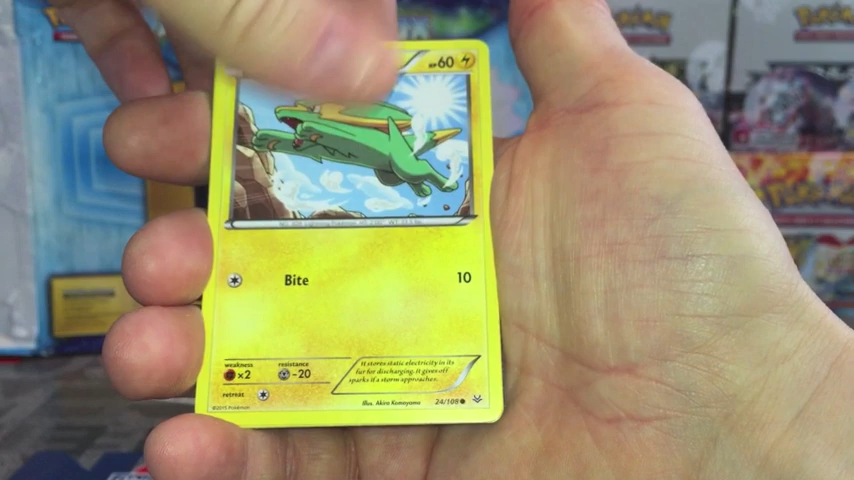 HP60
Bite 10
weakness resistance
×2 -20
It stores static electricity in its
fur for discharging. It gives off
sparks if a storm approaches.
retreat
©2015 Pokémon
Illus. Akira Komayama
24/108
POKÉMON